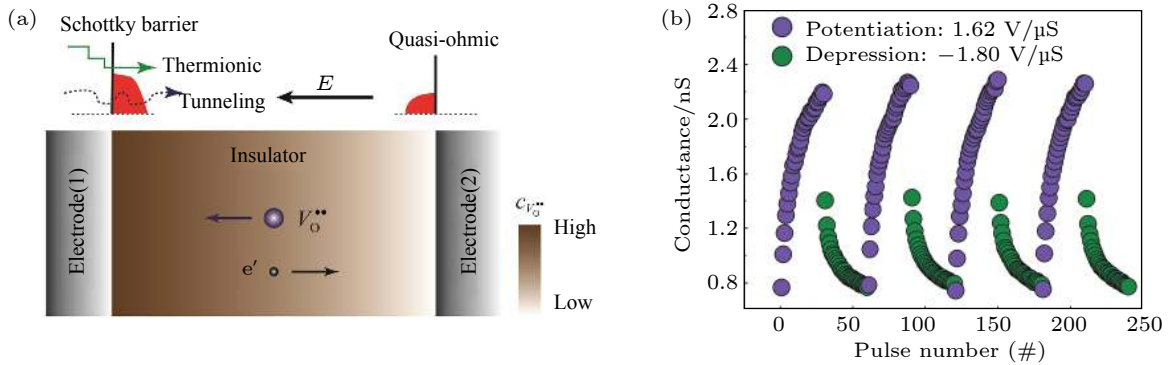 (a)
Schottky barrier
Thermionic
Tunneling
E
Quasi-ohmic
Electrode(1)
Insulator
V_O^••
e′
Electrode(2)
c_{V_O^••}
High
Low
(b)
Conductance/nS
2.8
2.4
2.0
1.6
1.2
0.8
Potentiation: 1.62 V/μS
Depression: −1.80 V/μS
0
50
100
150
200
250
Pulse number (#)